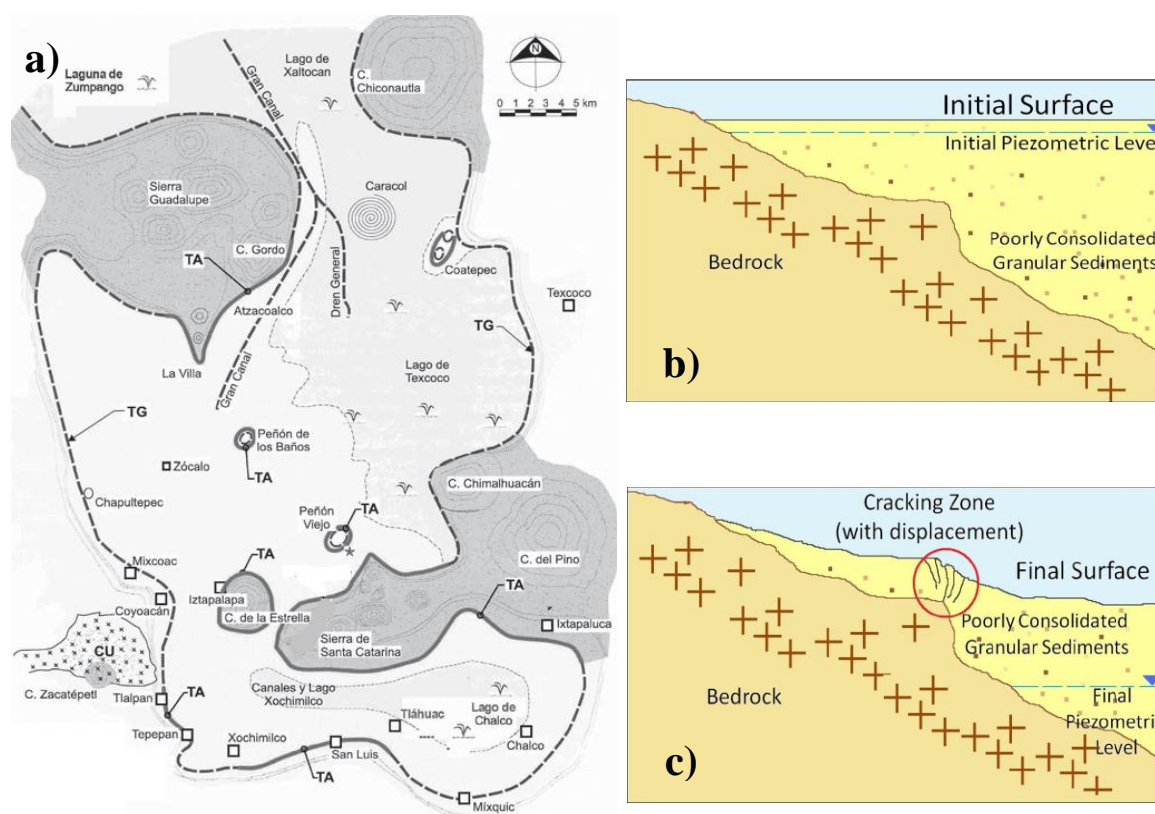 a)
Laguna de
Zumpango
Gran Canal
Lago de
Xaltocan
C.
Chiconautla
N
0 1 2 3 4 5 km
Sierra
Guadalupe
Caracol
C. Gordo
TA
Coatepec
Dren General
Atzacoalco
Texcoco
TG
La Villa
Gran Canal
Lago de
Texcoco
TG
Peñón de
los Baños
Zócalo
TA
C. Chimalhuacán
Chapultepec
Peñón
Viejo
TA
Mixcoac
TA
C. del Pino
TA
Iztapalapa
Coyoacán
C. de la Estrella
Ixtapaluca
Sierra de
Santa Catarina
CU
C. Zacatépetl
Tlalpan
TA
Canales y Lago
Xochimilco
Tláhuac
Lago de
Chalco
Tepepan
Xochimilco
San Luis
Chalco
TA
Míxquic
Initial Surface
Initial Piezometric Leve
Poorly Consolidated
Granular Sediments
Bedrock
b)
Cracking Zone
(with displacement)
Final Surface
Poorly Consolidated
Granular Sediments
Bedrock
Final
Piezometric
Level
c)